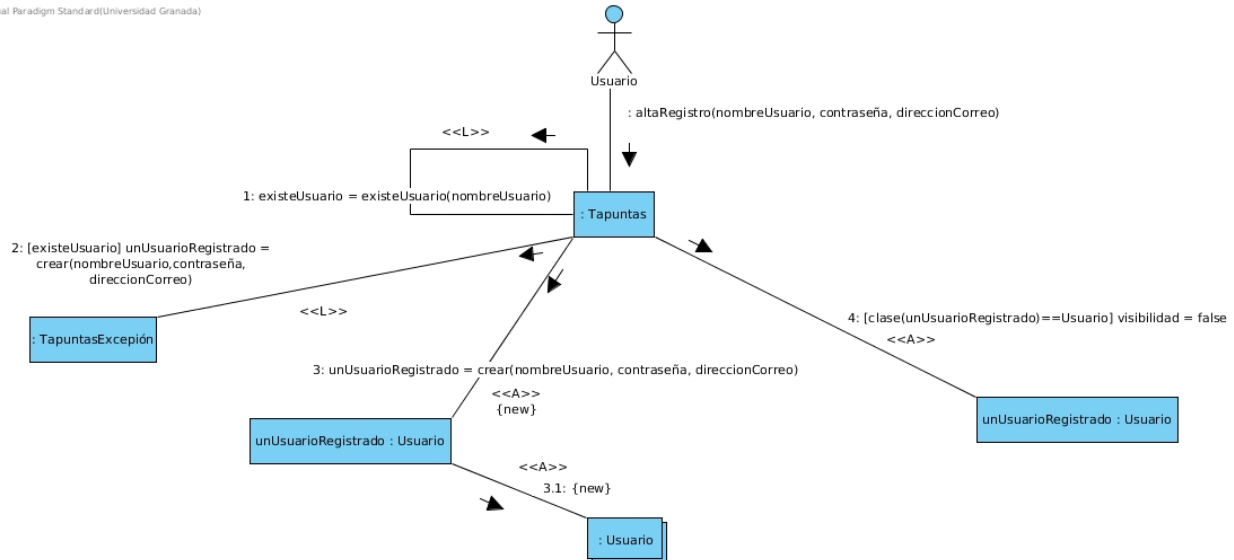 al Paradigm Standard(Universidad Granada)
Usuario
: altaRegistro(nombreUsuario, contraseña, direccionCorreo)
<<L>>
1: existeUsuario = existeUsuario(nombreUsuario)
: Tapuntas
2: [existeUsuario] unUsuarioRegistrado =
crear(nombreUsuario,contraseña,
direccionCorreo)
<<L>>
: TapuntasExcepión
4: [clase(unUsuarioRegistrado)==Usuario] visibilidad = false
<<A>>
3: unUsuarioRegistrado = crear(nombreUsuario, contraseña, direccionCorreo)
<<A>>
{new}
unUsuarioRegistrado : Usuario
unUsuarioRegistrado : Usuario
<<A>>
3.1: {new}
: Usuario